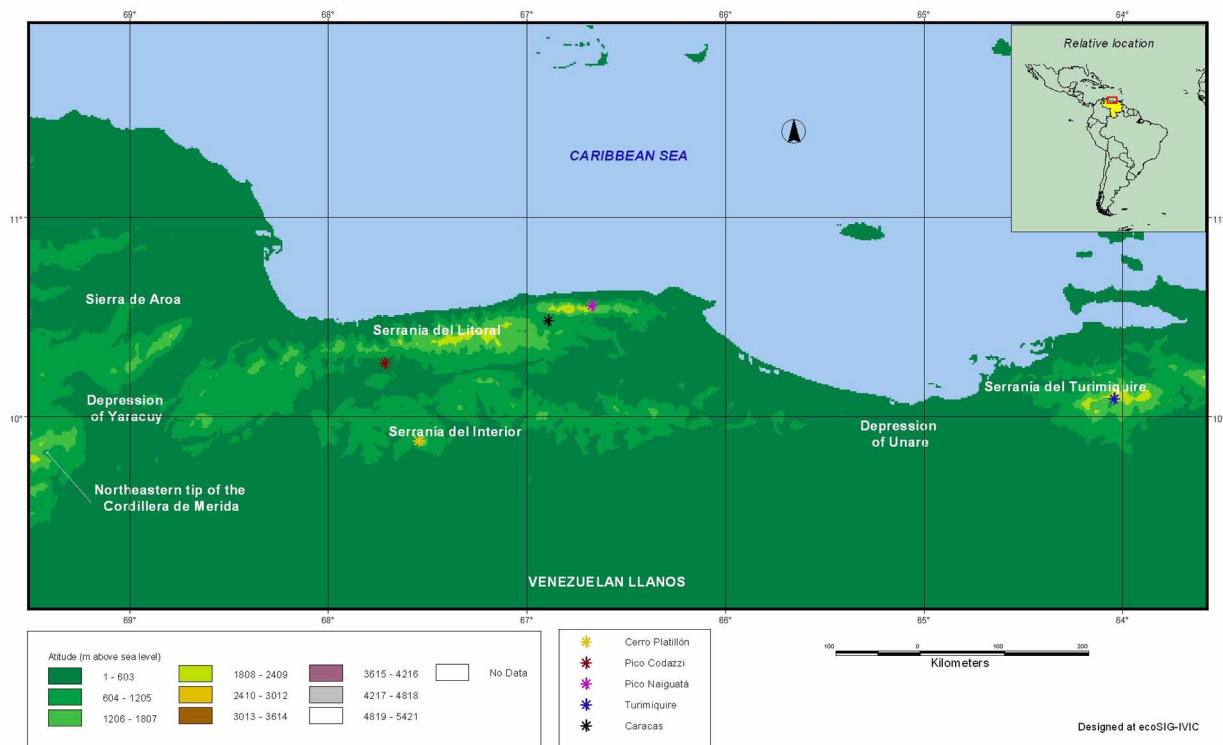 69°
68°
67°
66°
65°
64°
Relative location
CARIBBEAN SEA
11°
11°
Sierra de Aroa
Serranía del Litoral
Serranía del Turimiquire
Depression
of Yaracuy
10°
10°
Serranía del Interior
Depression
of Unare
Northeastern tip of the
Cordillera de Merida
VENEZUELAN LLANOS
69°
68°
67°
66°
65°
64°
Atitude (m above sea level)
1 - 603
604 - 1205
1206 - 1807
1808 - 2409
2410 - 3012
3013 - 3614
3615 - 4216
4217 - 4818
4819 - 5421
No Data
Cerro Platillón
Pico Codazzi
Pico Naiguatá
Turimiquire
Caracas
100 0 100 200
Kilometers
Designed at ecoSIG-IVIC